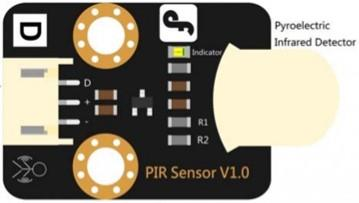 D
Indicator
Pyroelectric
Infrared Detector
D
+
-
R1
R2
PIR Sensor V1.0